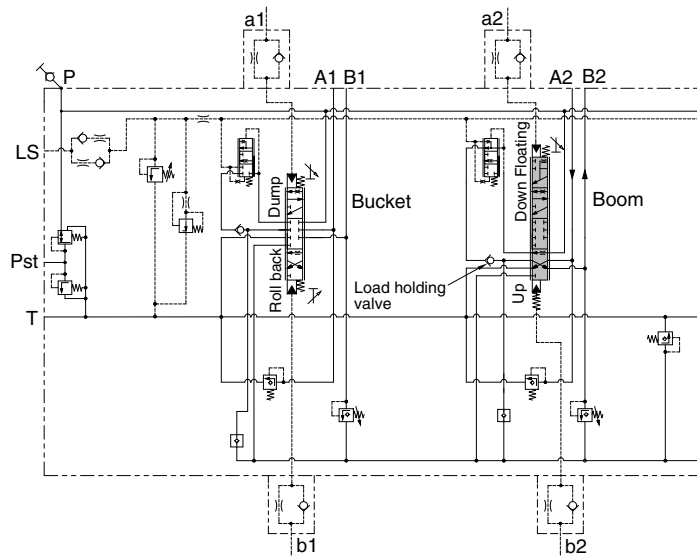 a1
a2
P
A1
B1
A2
B2
LS
Dump
Bucket
Down Floating
Boom
Pst
Roll back
Load holding
valve
Up
T
b1
b2